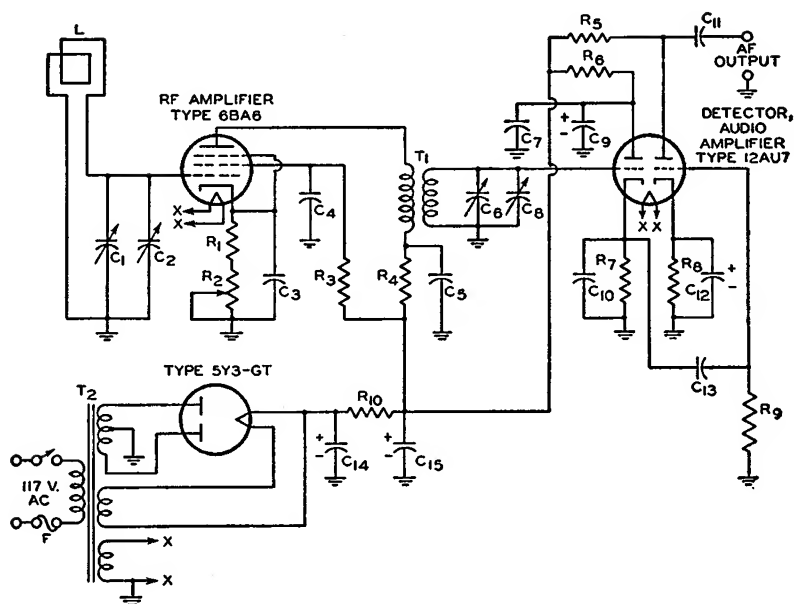 L
RF AMPLIFIER
TYPE 6BA6
R5
C11
AF
OUTPUT
R6
DETECTOR,
AUDIO
AMPLIFIER
TYPE 12AU7
C7
+
-
C9
T1
X
X
C4
C6
C8
X X
C1
C2
R1
R2
C3
R3
R4
C5
C10
R7
R8
C12
+
-
C13
R9
TYPE 5Y3-GT
T2
R10
+
-
C14
+
-
C15
117 V.
AC
F
X
X